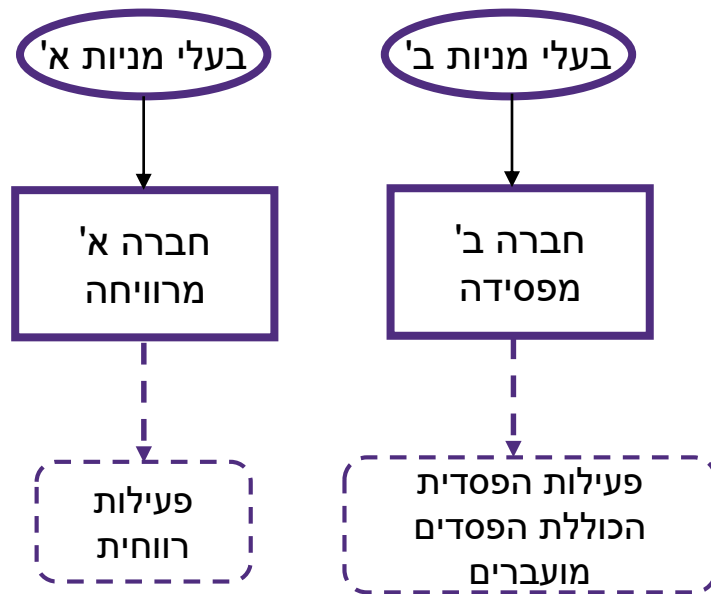 בעלי מניות א'
בעלי מניות ב'
חברה א'
מרוויחה
חברה ב'
מפסידה
פעילות
רווחית
פעילות הפסדית
הכוללת הפסדים
מועברים